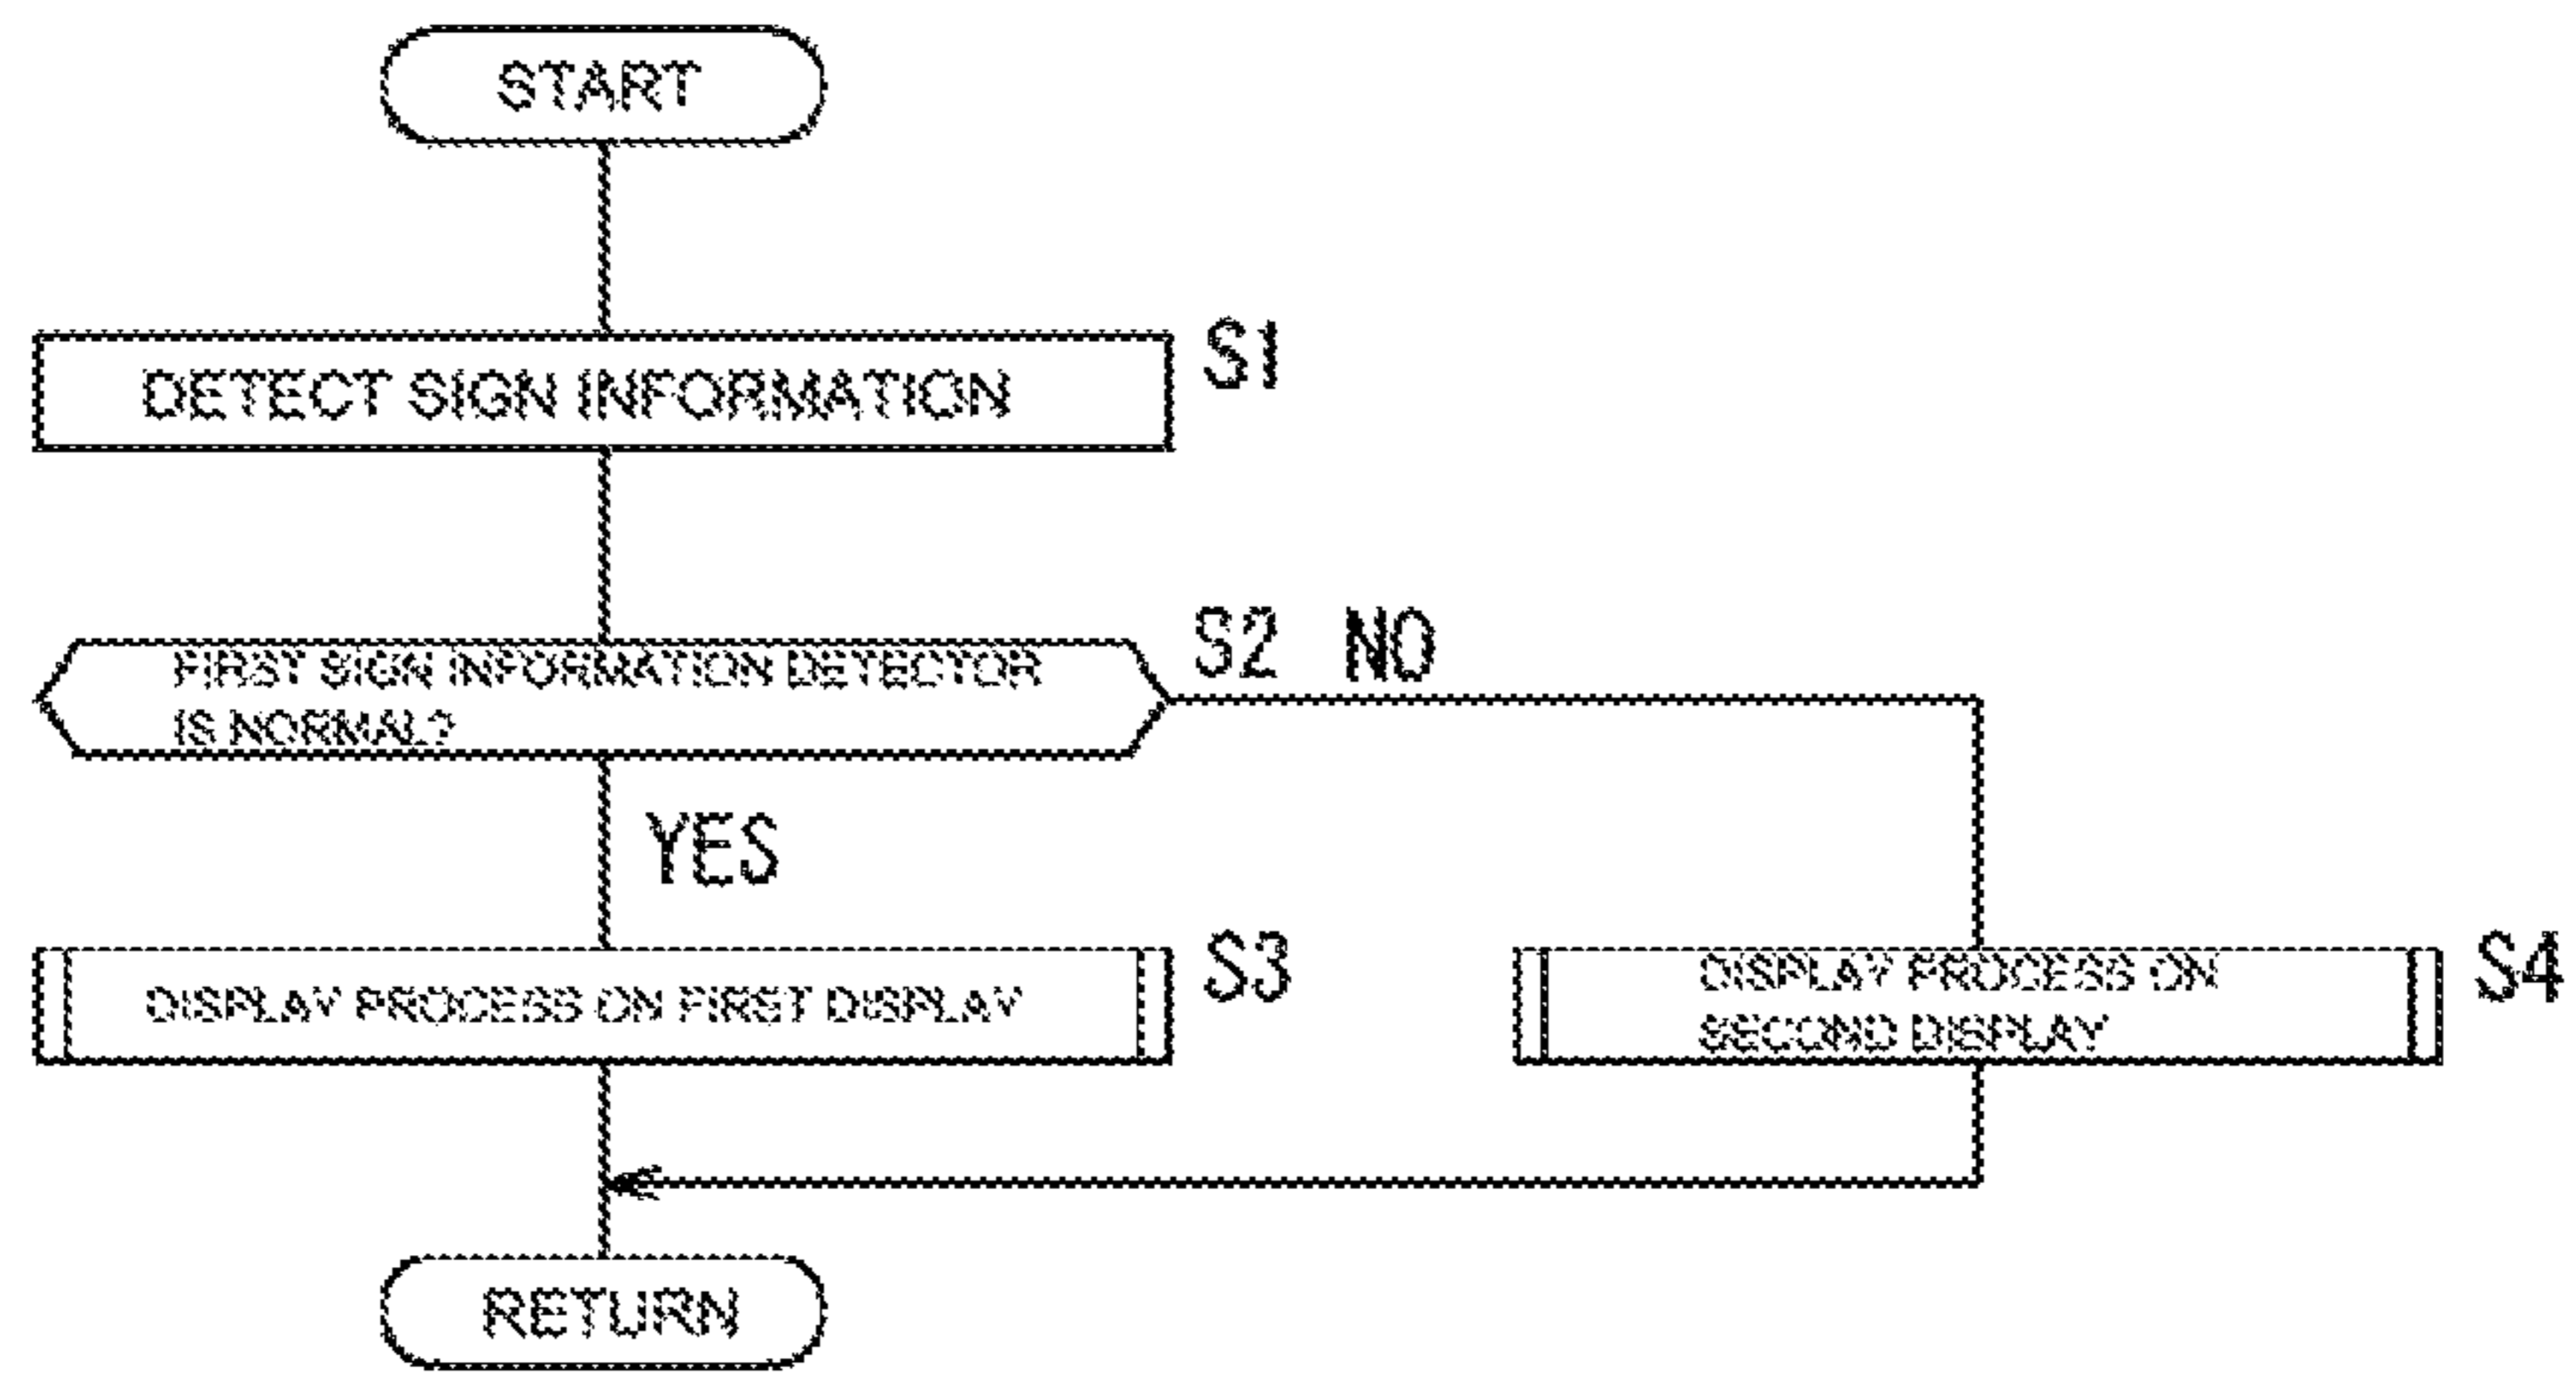 START
DETECT SIGN INFORMATION
S1
FIRST SIGN INFORMATION DETECTOR
IS NORMAL?
S2
NO
YES
DISPLAY PROCESS ON FIRST DISPLAY
S3
DISPLAY PROCESS ON
SECOND DISPLAY
S4
RETURN